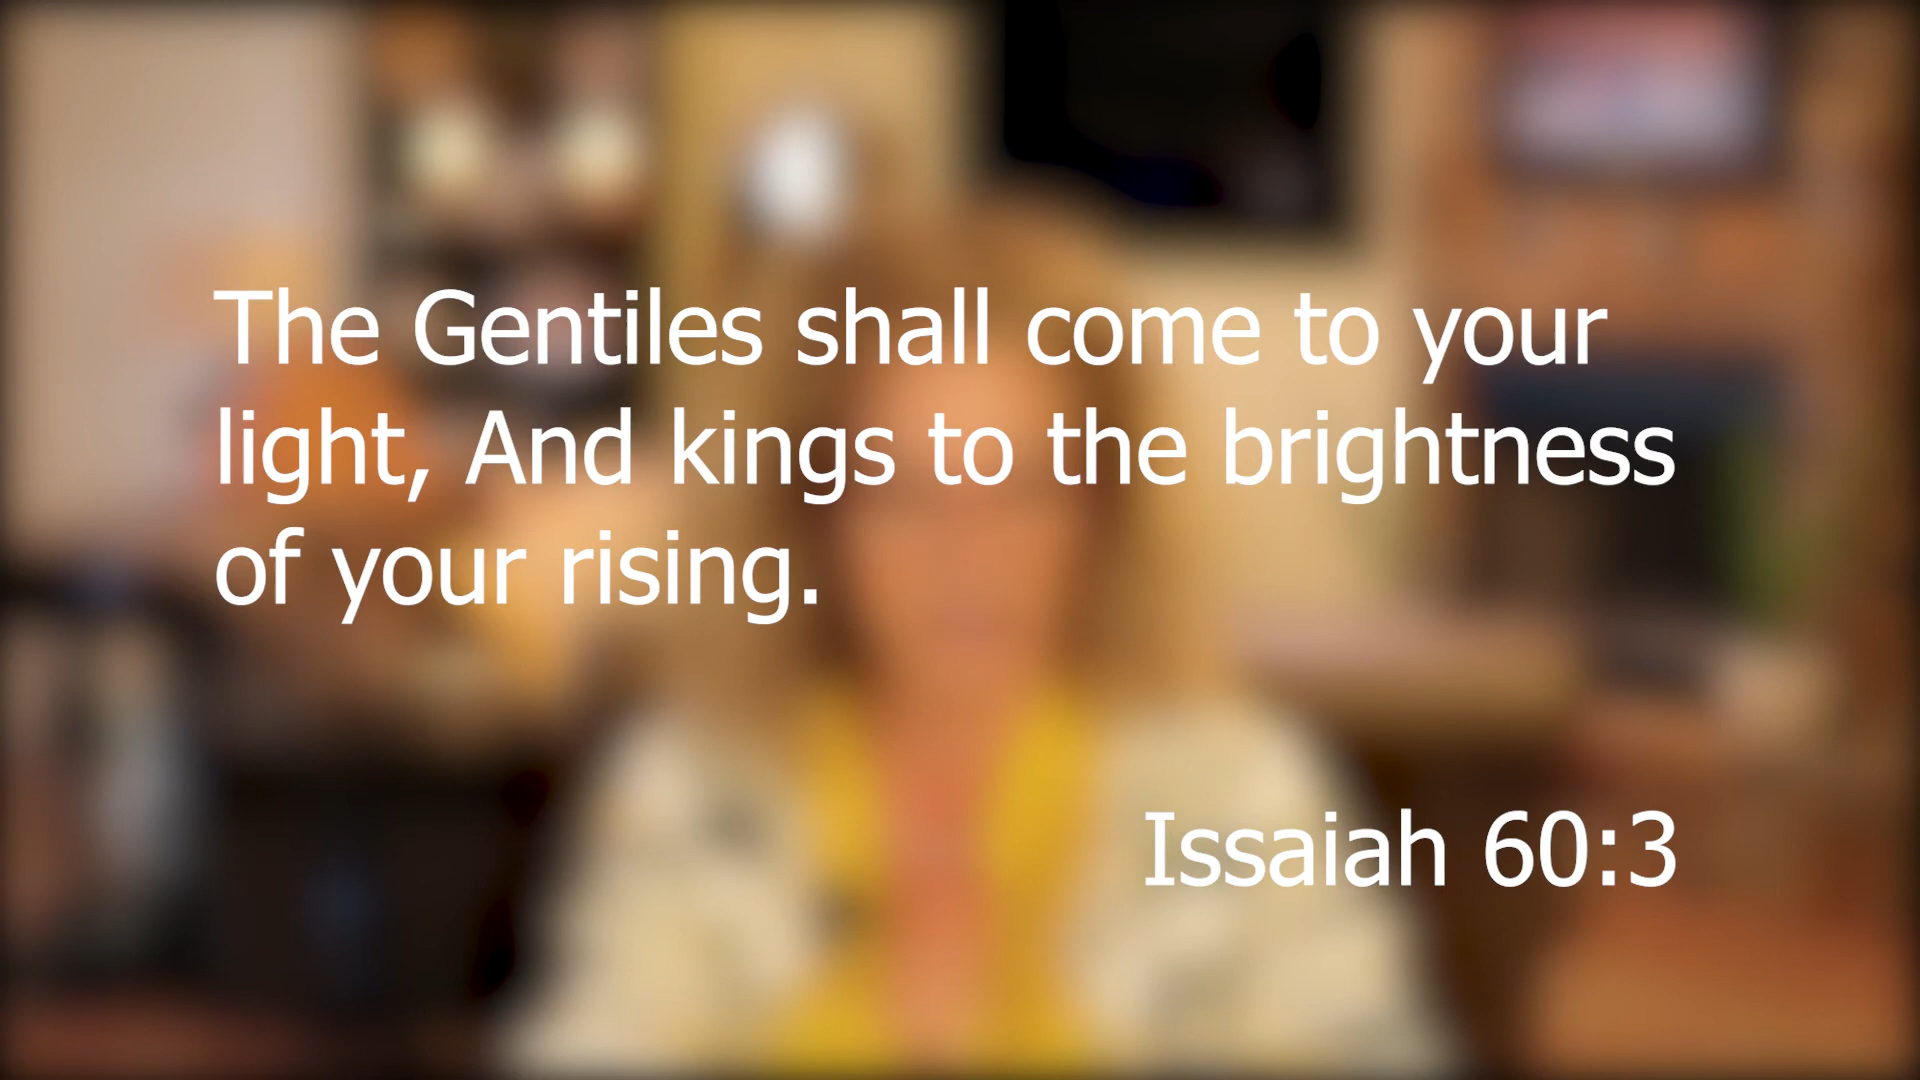 The Gentiles shall come to your
light, And kings to the brightness
of your rising.
Issaiah 60:3